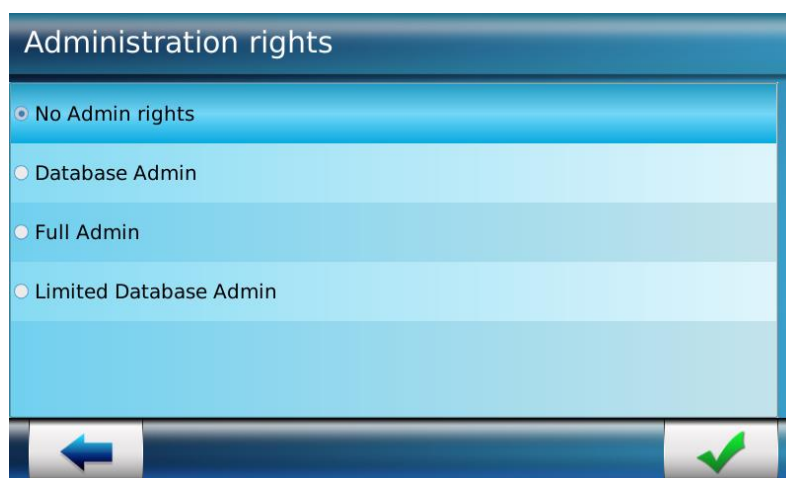 Administration rights
No Admin rights
Database Admin
Full Admin
Limited Database Admin